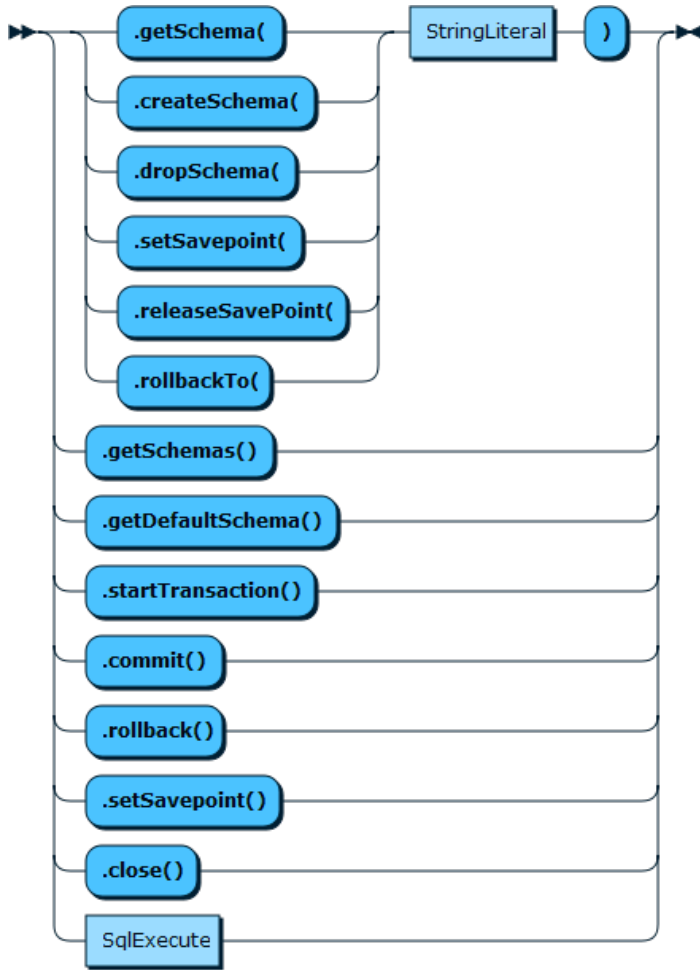 .getSchema( StringLiteral )
.createSchema(
.dropSchema(
.setSavepoint(
.releaseSavePoint(
.rollbackTo(
.getSchemas()
.getDefaultSchema()
.startTransaction()
.commit()
.rollback()
.setSavepoint()
.close()
SqlExecute